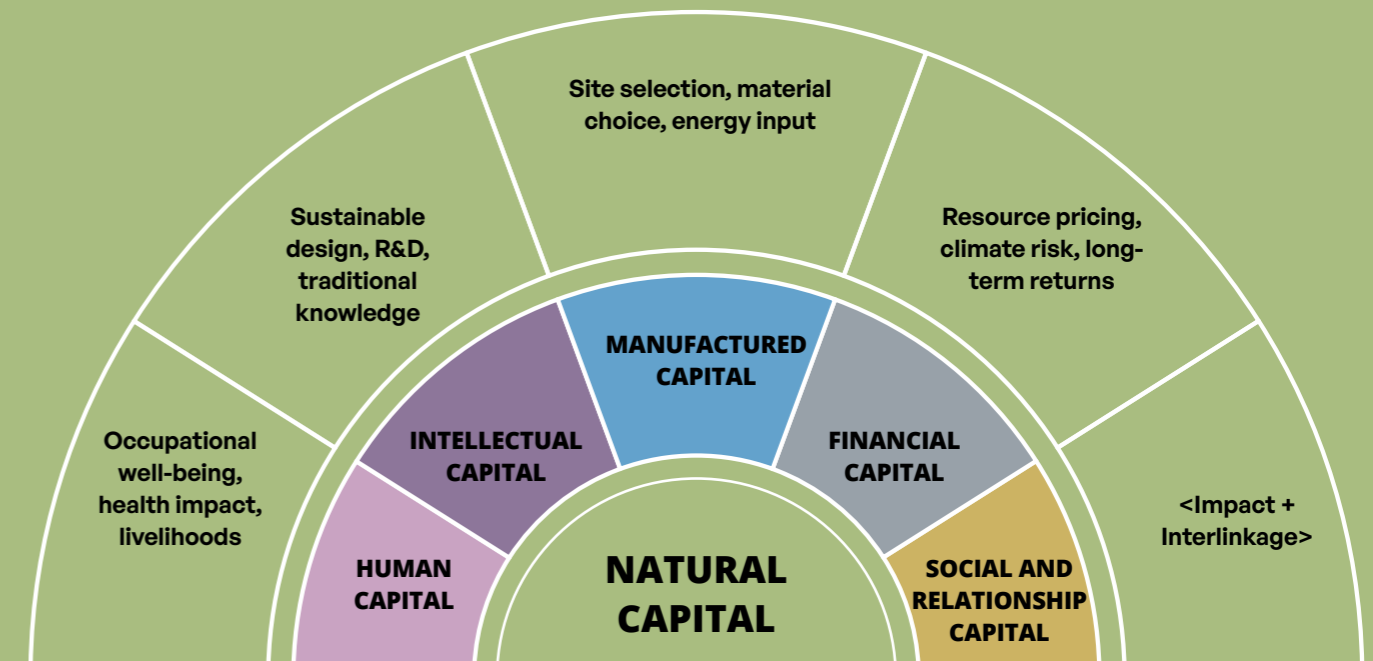 Site selection, material
choice, energy input
Sustainable
design, R&D,
traditional
knowledge
Resource pricing,
climate risk, long-
term returns
Occupational
well-being,
health impact,
livelihoods
<Impact +
Interlinkage>
MANUFACTURED
CAPITAL
INTELLECTUAL
CAPITAL
FINANCIAL
CAPITAL
HUMAN
CAPITAL
SOCIAL AND
RELATIONSHIP
CAPITAL
NATURAL
CAPITAL